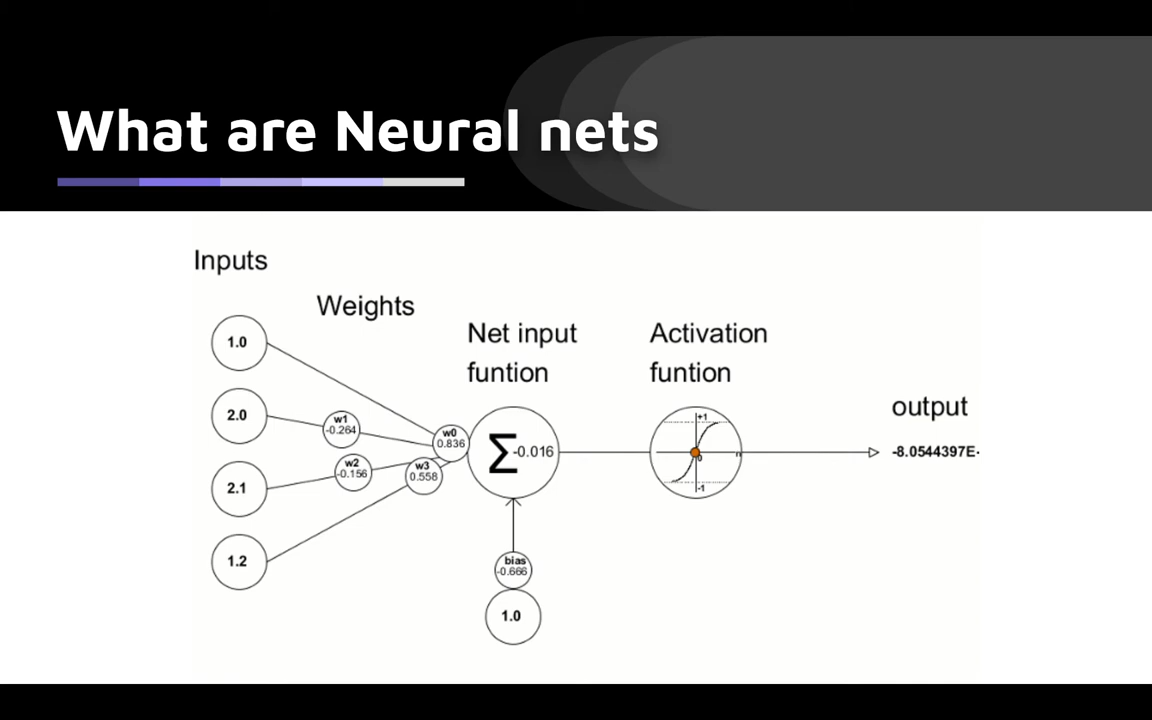 What are Neural nets
Inputs
Weights
Net input
funtion
Activation
funtion
output
1.0
2.0
2.1
1.2
w1
-0.264
w2
-0.156
w0
0.836
w3
0.558
Σ -0.016
+1
0
n
-1
-8.0544397E-
bias
-0.666
1.0